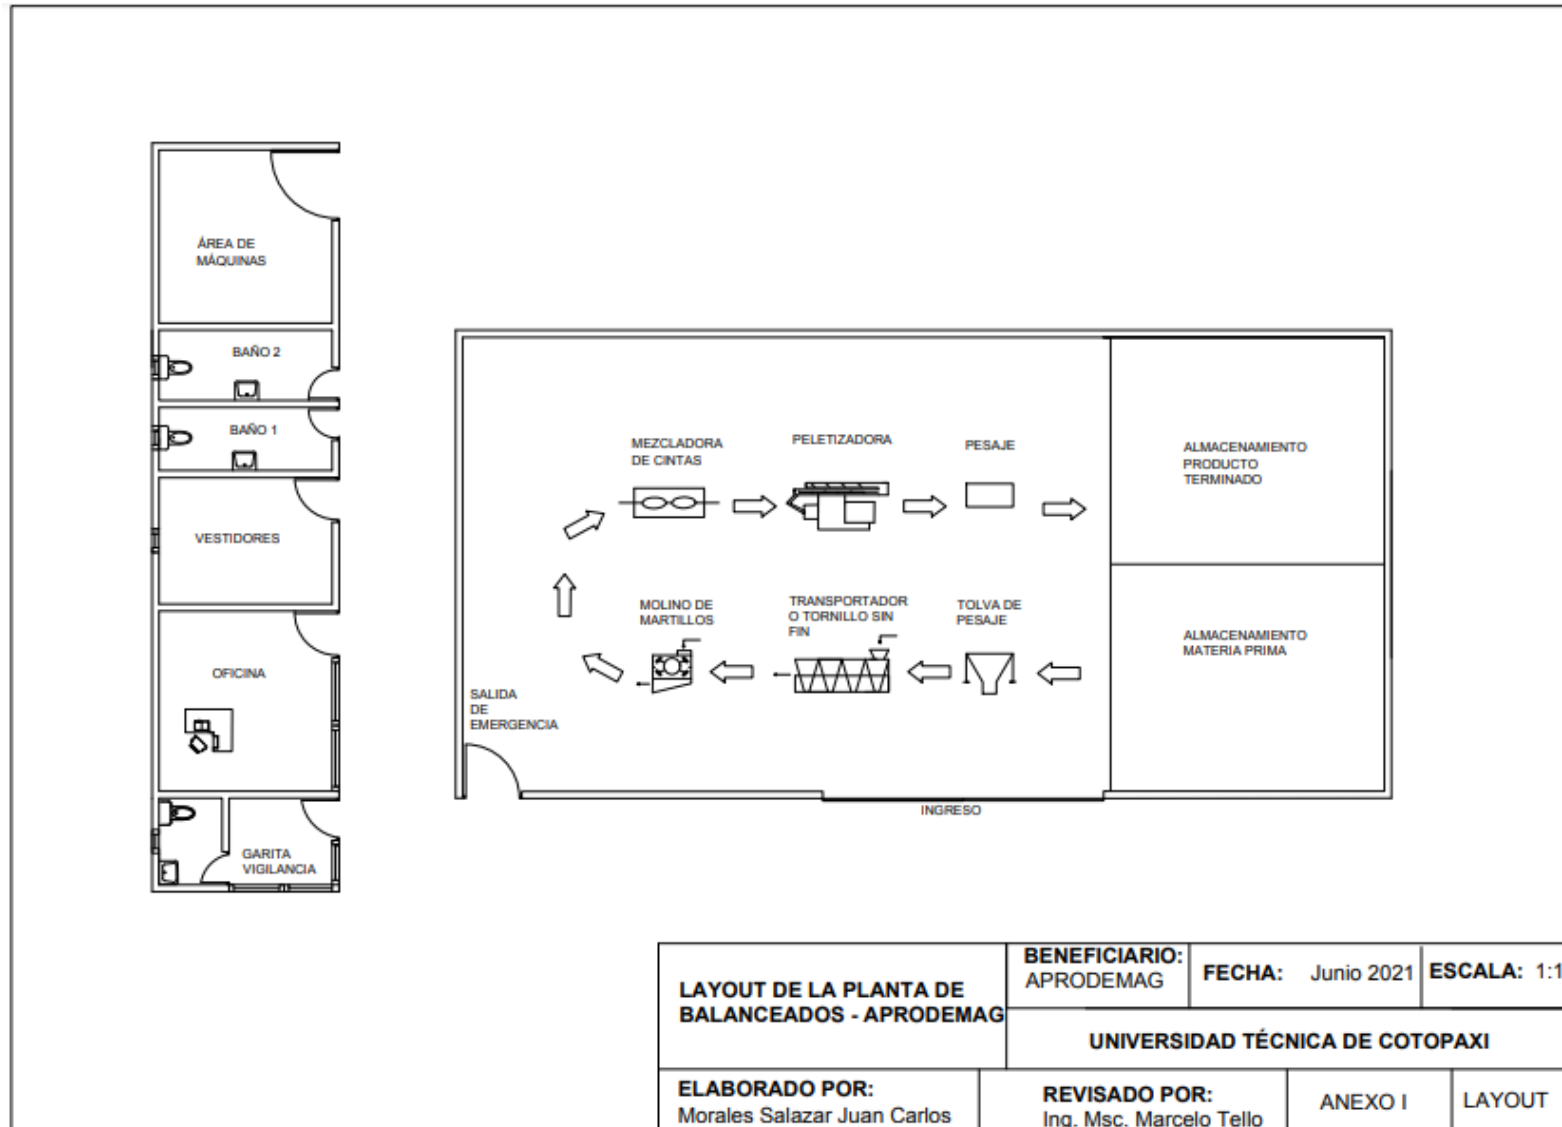 ÁREA DE
MÁQUINAS
BAÑO 2
BAÑO 1
VESTIDORES
OFICINA
GARITA
VIGILANCIA
MEZCLADORA
DE CINTAS
PELETIZADORA
PESAJE
ALMACENAMIENTO
PRODUCTO
TERMINADO
MOLINO DE
MARTILLOS
TRANSPORTADOR
O TORNILLO SIN
FIN
TOLVA DE
PESAJE
ALMACENAMIENTO
MATERIA PRIMA
SALIDA
DE
EMERGENCIA
INGRESO
LAYOUT DE LA PLANTA DE
BALANCEADOS - APRODEMAG
BENEFICIARIO:
APRODEMAG
FECHA: Junio 2021
ESCALA: 1:1
UNIVERSIDAD TÉCNICA DE COTOPAXI
ELABORADO POR:
Morales Salazar Juan Carlos
REVISADO POR:
Ing. Msc. Marcelo Tello
ANEXO I
LAYOUT